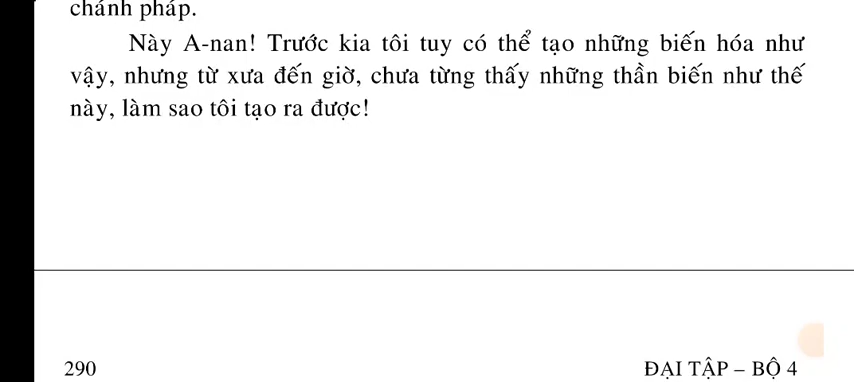 chánh pháp.
Này A-nan! Trước kia tôi tuy có thể tạo những biến hóa như
vậy, nhưng từ xưa đến giờ, chưa từng thấy những thần biến như thế
này, làm sao tôi tạo ra được!
290 ĐẠI TẬP – BỘ 4